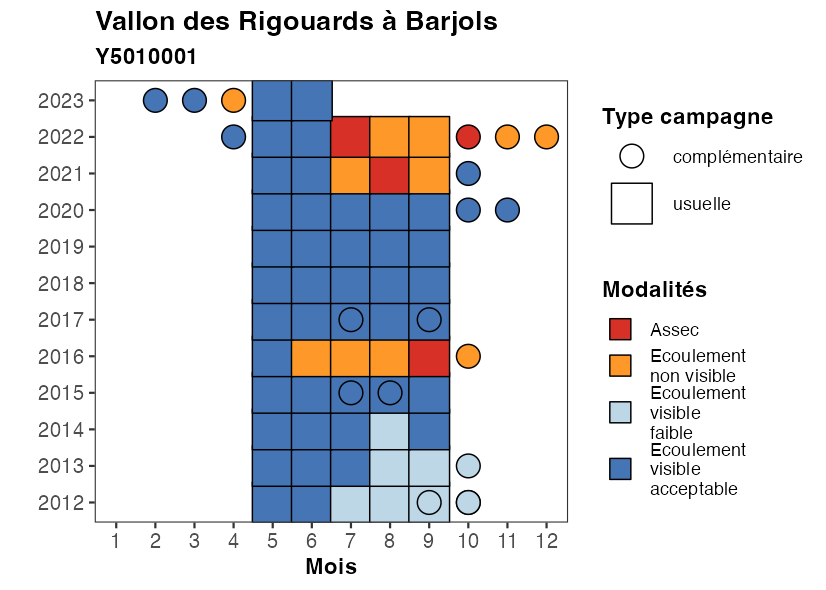 Vallon des Rigouards à Barjols
Y5010001
2023
2022
2021
2020
2019
2018
2017
2016
2015
2014
2013
2012
1 2 3 4 5 6 7 8 9 10 11 12
Mois
Type campagne
complémentaire
usuelle
Modalités
Assec
Ecoulement
non visible
Ecoulement
visible
faible
Ecoulement
visible
acceptable